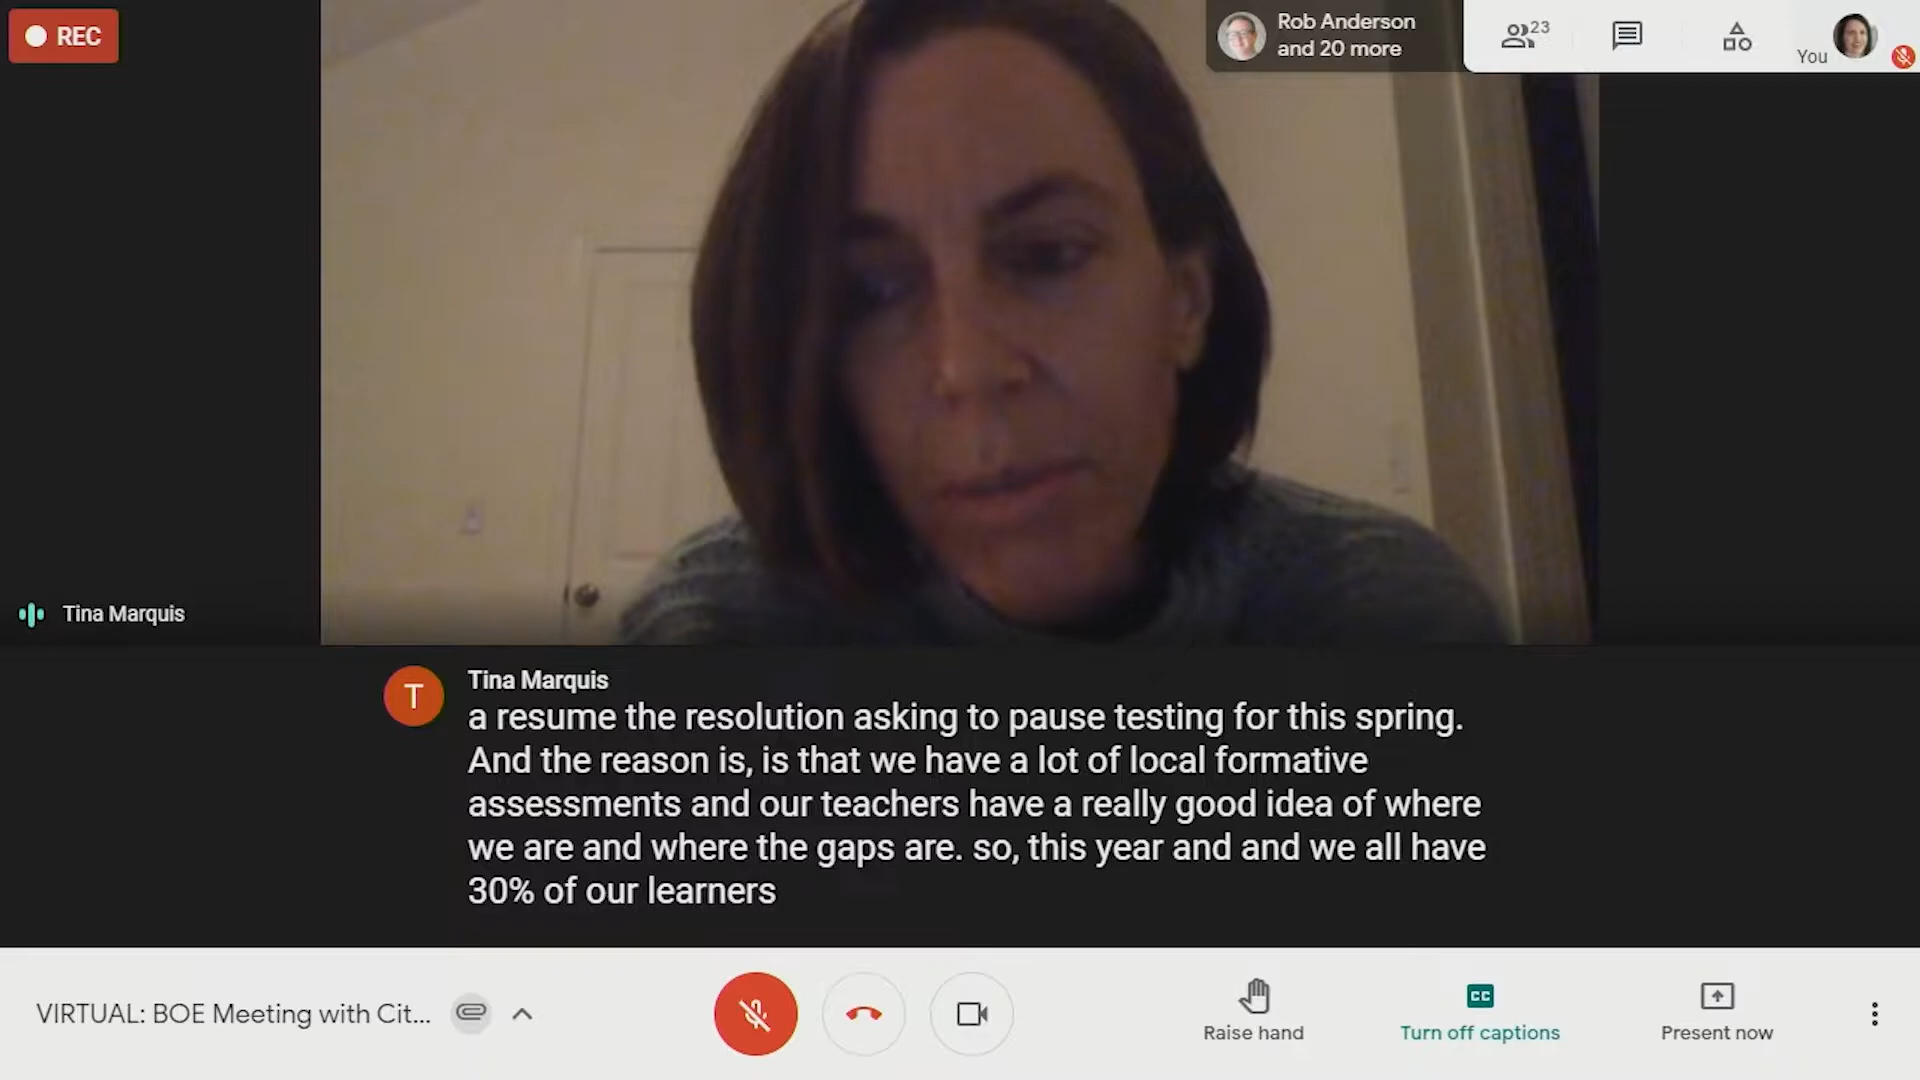 REC
Rob Anderson
and 20 more
23
You
Tina Marquis
T
Tina Marquis
a resume the resolution asking to pause testing for this spring.
And the reason is, is that we have a lot of local formative
assessments and our teachers have a really good idea of where
we are and where the gaps are. so, this year and and we all have
30% of our learners
VIRTUAL: BOE Meeting with Cit...
Raise hand
CC
Turn off captions
Present now